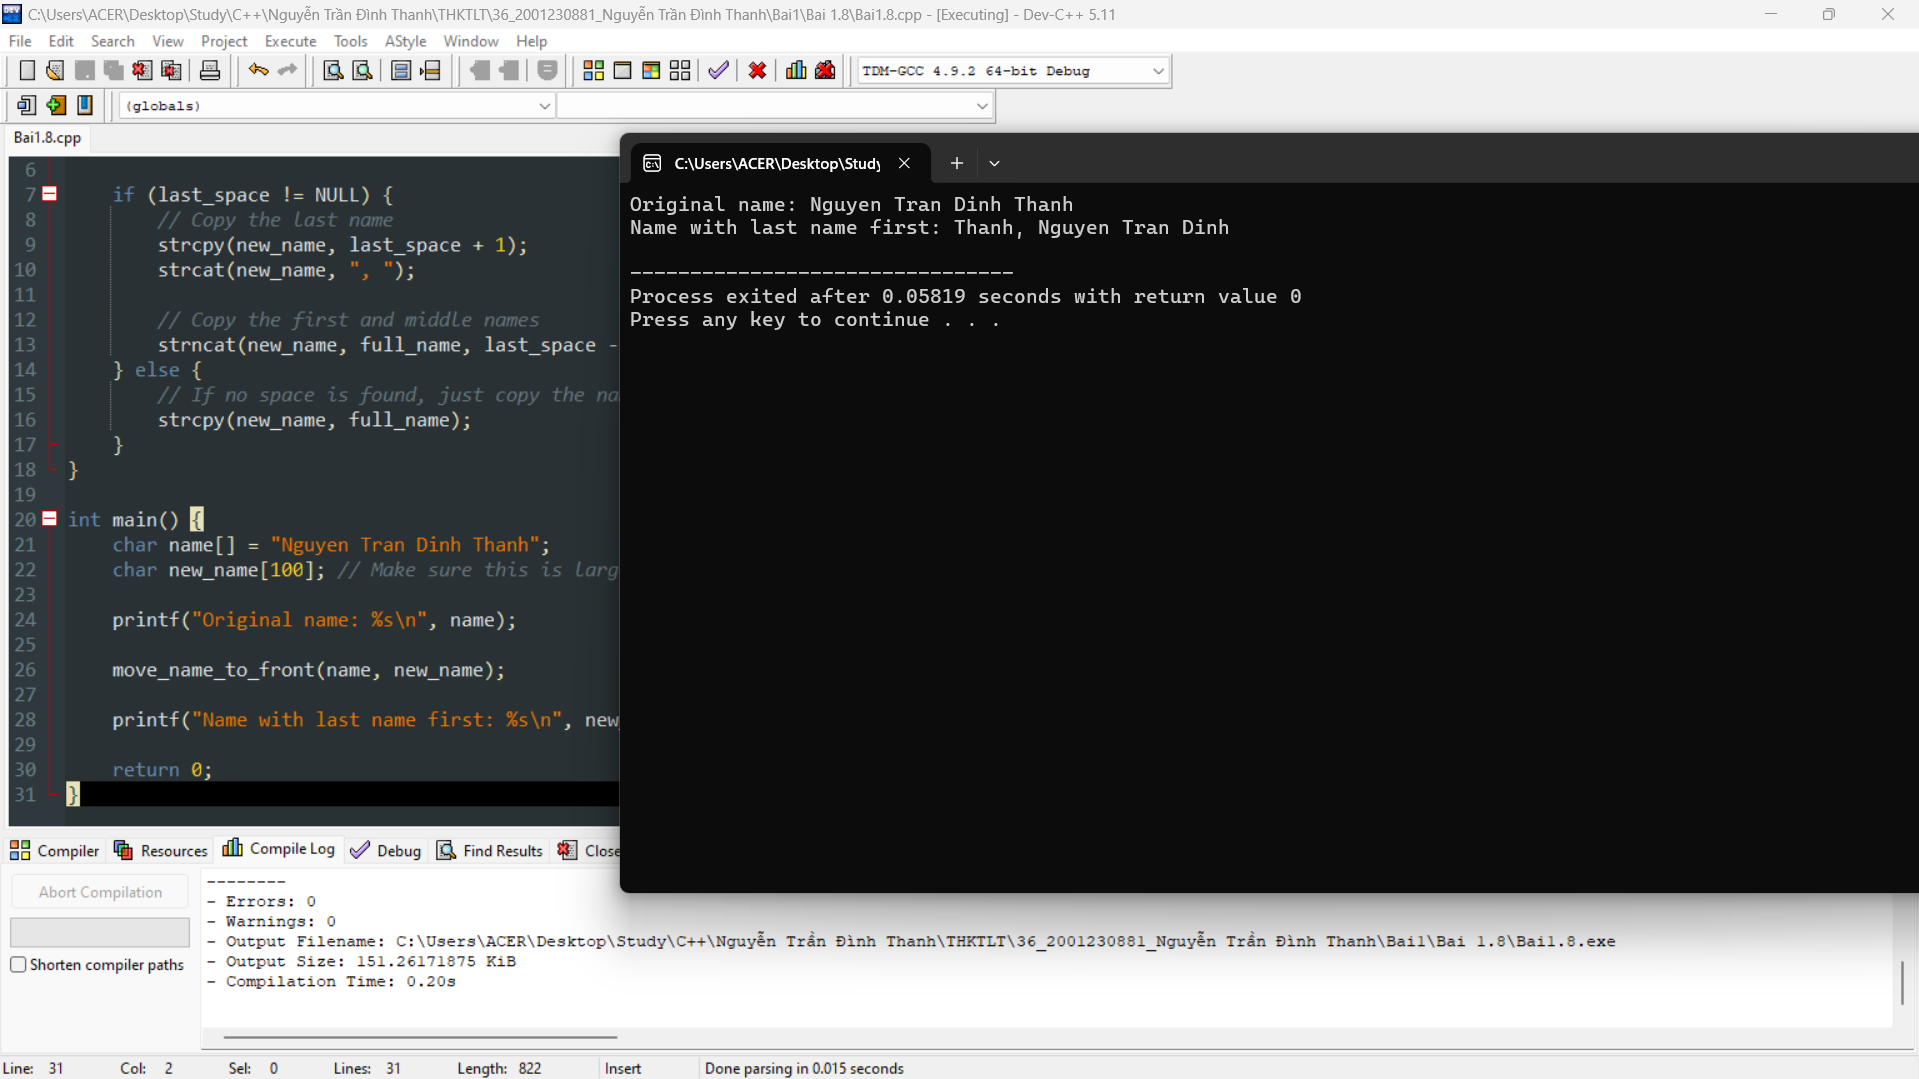 C:\Users\ACER\Desktop\Study\C++\Nguyễn Trần Đình Thanh\THKTLT\36_2001230881_Nguyễn Trần Đình Thanh\Bai1\Bai 1.8\Bai1.8.cpp - [Executing] - Dev-C++ 5.11
File Edit Search View Project Execute Tools AStyle Window Help
TDM-GCC 4.9.2 64-bit Debug
(globals)
Bai1.8.cpp
6
7 if (last_space != NULL) {
8 // Copy the last name
9 strcpy(new_name, last_space + 1);
10 strcat(new_name, ", ");
11
12 // Copy the first and middle names
13 strncat(new_name, full_name, last_space -
14 } else {
15 // If no space is found, just copy the na
16 strcpy(new_name, full_name);
17 }
18 }
19
20 int main() {
21 char name[] = "Nguyen Tran Dinh Thanh";
22 char new_name[100]; // Make sure this is larg
23
24 printf("Original name: %s\n", name);
25
26 move_name_to_front(name, new_name);
27
28 printf("Name with last name first: %s\n", new_
29
30 return 0;
31 }
C:\Users\ACER\Desktop\Study
Original name: Nguyen Tran Dinh Thanh
Name with last name first: Thanh, Nguyen Tran Dinh
--------------------------------
Process exited after 0.05819 seconds with return value 0
Press any key to continue . . .
Compiler Resources Compile Log Debug Find Results Close
Abort Compilation
Shorten compiler paths
--------
- Errors: 0
- Warnings: 0
- Output Filename: C:\Users\ACER\Desktop\Study\C++\Nguyễn Trần Đình Thanh\THKTLT\36_2001230881_Nguyễn Trần Đình Thanh\Bai1\Bai 1.8\Bai1.8.exe
- Output Size: 151.26171875 KiB
- Compilation Time: 0.20s
Line: 31 Col: 2 Sel: 0 Lines: 31 Length: 822 Insert Done parsing in 0.015 seconds